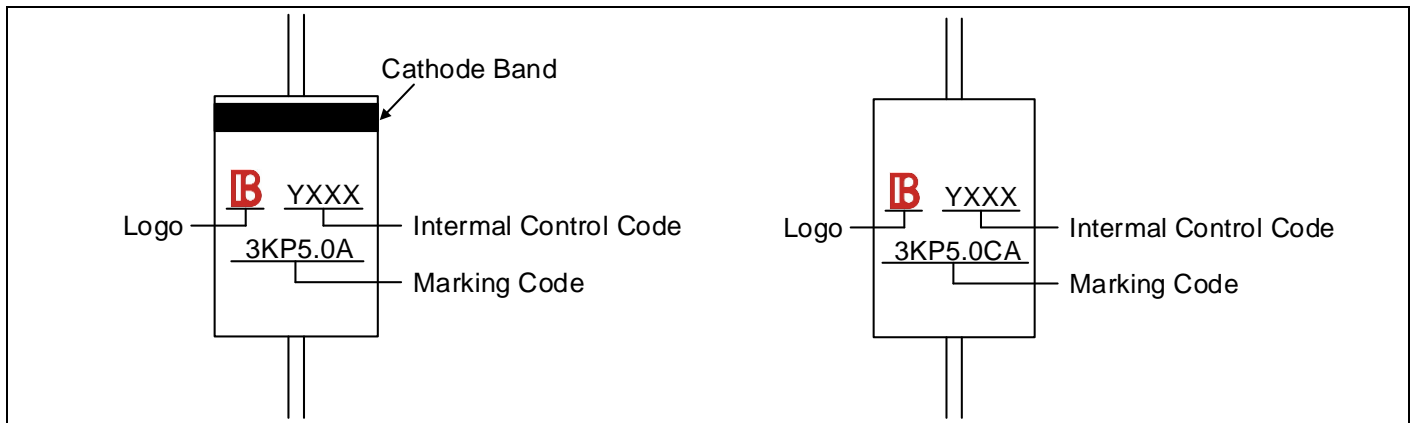 Cathode Band
B YXXX
Logo
Intermal Control Code
3KP5.0A
Marking Code
B YXXX
Logo
Intermal Control Code
3KP5.0CA
Marking Code